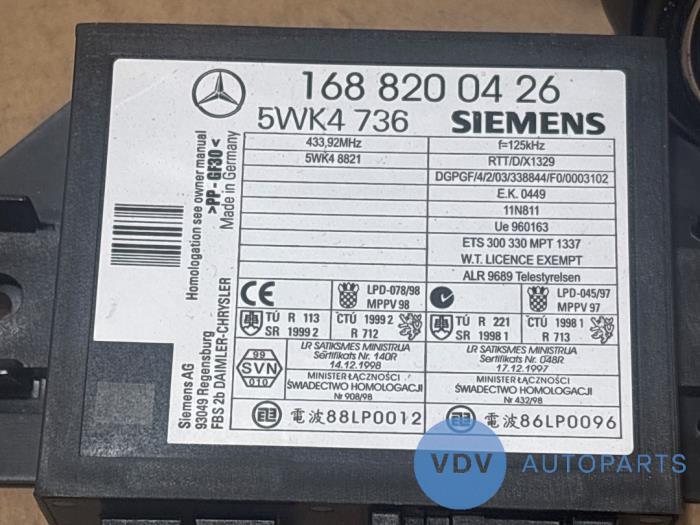 168 820 04 26
5WK4 736 SIEMENS
433,92MHz
5WK4 8821
f=125kHz
RTT/D/X1329
DGPGF/4/2/03/338844/F0/0003102
E.K. 0449
11N811
Ue 960163
ETS 300 330 MPT 1337
W.T. LICENCE EXEMPT
ALR 9689 Telestyrelsen
CE
LPD-078/98
MPPV 98
LPD-045/97
MPPV 97
TÚ R 113
SR 1999 2
ČTÚ 1999 2
R 712
TÚ R 221
SR 1998 1
ČTÚ 1998 1
R 713
LR SATIKSMES MINISTRIJA
Sertifikats Nr. 140R
14.12.1998
LR SATIKSMES MINISTRIJA
Sertifikats Nr. 048R
17.12.1997
99
SVN
010
MINISTER ŁĄCZNOŚCI
ŚWIADECTWO HOMOLOGACJI
Nr 908/98
MINISTER ŁĄCZNOŚCI
ŚWIADECTWO HOMOLOGACJI
Nr 432/98
電波88LP0012
電波86LP0096
Homologation see owner manual
>PP-GF30<
Made in Germany
Siemens AG
93049 Regensburg
FBS 2b DAIMLER-CHRYSLER
VDV AUTOPARTS